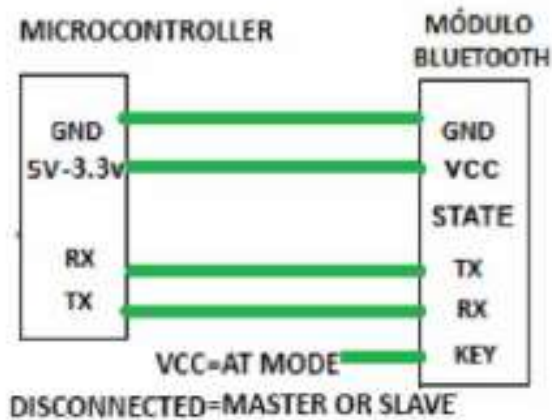 MICROCONTROLLER
MÓDULO
BLUETOOTH
GND
5V-3.3v
RX
TX
GND
VCC
STATE
TX
RX
KEY
VCC=AT MODE
DISCONNECTED=MASTER OR SLAVE